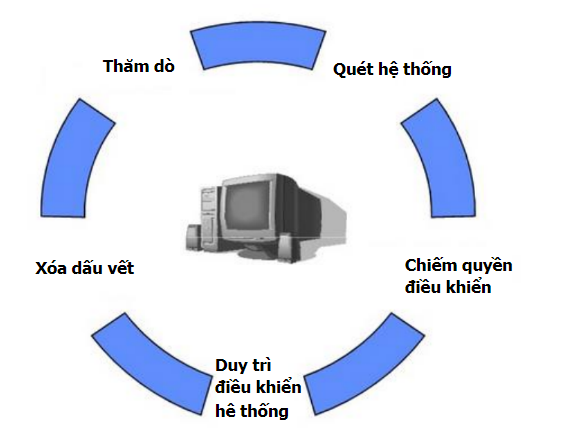 Thăm dò
Quét hệ thống
Chiếm quyền
điều khiển
Duy trì
điều khiển
hê thống
Xóa dấu vết